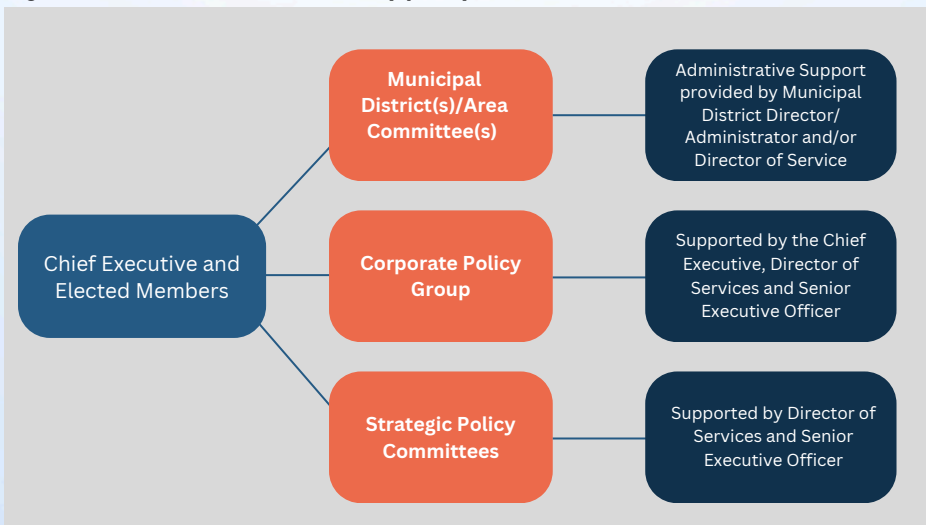 Municipal
District(s)/Area
Committee(s)
Administrative Support
provided by Municipal
District Director/
Administrator and/or
Director of Service
Chief Executive and
Elected Members
Corporate Policy
Group
Supported by the Chief
Executive, Director of
Services and Senior
Executive Officer
Strategic Policy
Committees
Supported by Director of
Services and Senior
Executive Officer